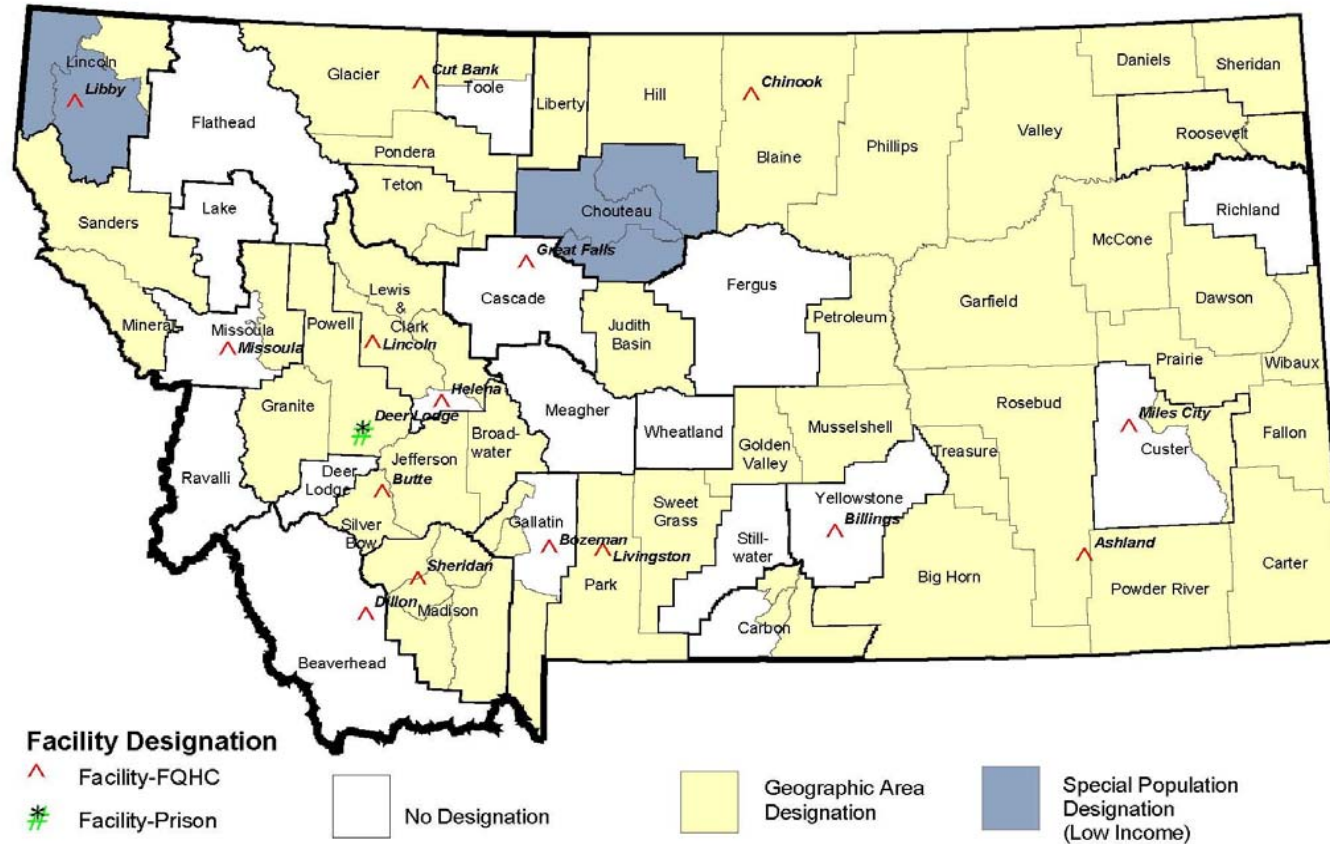 Lincoln
Libby
Flathead
Glacier
Cut Bank
Toole
Liberty
Hill
Chinook
Blaine
Phillips
Valley
Daniels
Sheridan
Roosevelt
Pondera
Teton
Chouteau
Richland
Sanders
Lake
Great Falls
Cascade
Fergus
McCone
Garfield
Dawson
Lewis
&
Clark
Lincoln
Powell
Mineral
Missoula
Missoula
Judith
Basin
Petroleum
Prairie
Wibaux
Granite
Helena
Deer Lodge
Meagher
Wheatland
Golden
Valley
Musselshell
Rosebud
Treasure
Miles City
Custer
Fallon
Ravalli
Deer
Lodge
Jefferson
Butte
Broad-
water
Silver
Bow
Gallatin
Bozeman
Livingston
Park
Sweet
Grass
Still-
water
Yellowstone
Billings
Ashland
Big Horn
Powder River
Carter
Sheridan
Madison
Dillon
Beaverhead
Carbon
Facility Designation
Facility-FQHC
Facility-Prison
No Designation
Geographic Area
Designation
Special Population
Designation
(Low Income)